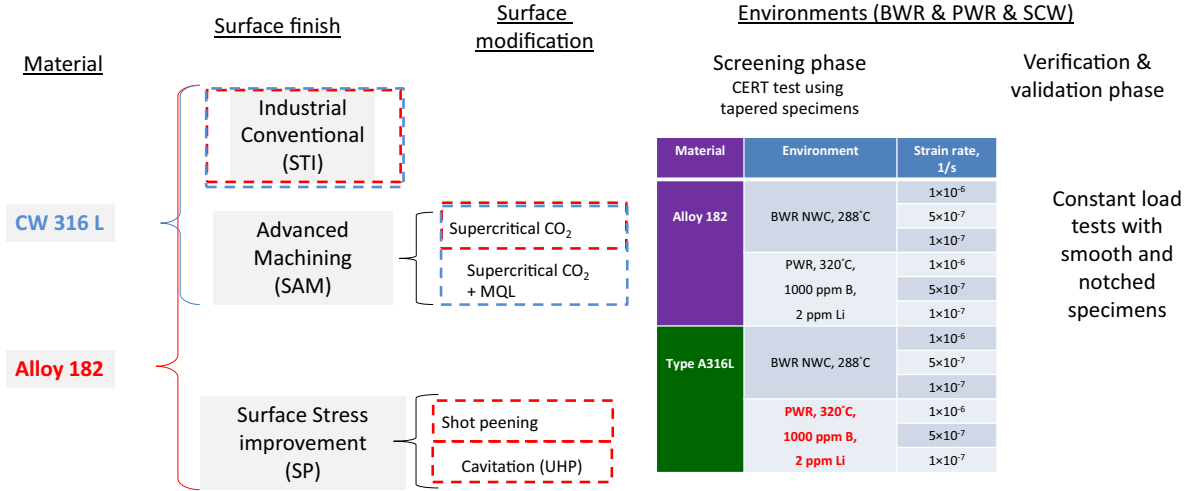 Material
Surface finish
Surface
modification
Environments (BWR & PWR & SCW)
Industrial
Conventional
(STI)
CW 316 L
Advanced
Machining
(SAM)
Supercritical CO₂
Supercritical CO₂
+ MQL
Alloy 182
Surface Stress
improvement
(SP)
Shot peening
Cavitation (UHP)
Screening phase
CERT test using
tapered specimens
Material
Environment
Strain rate,
1/s
Alloy 182
BWR NWC, 288˚C
1×10⁻⁶
5×10⁻⁷
1×10⁻⁷
PWR, 320˚C,
1000 ppm B,
2 ppm Li
1×10⁻⁶
5×10⁻⁷
1×10⁻⁷
Type A316L
BWR NWC, 288˚C
1×10⁻⁶
5×10⁻⁷
1×10⁻⁷
PWR, 320˚C,
1000 ppm B,
2 ppm Li
1×10⁻⁶
5×10⁻⁷
1×10⁻⁷
Verification &
validation phase
Constant load
tests with
smooth and
notched
specimens